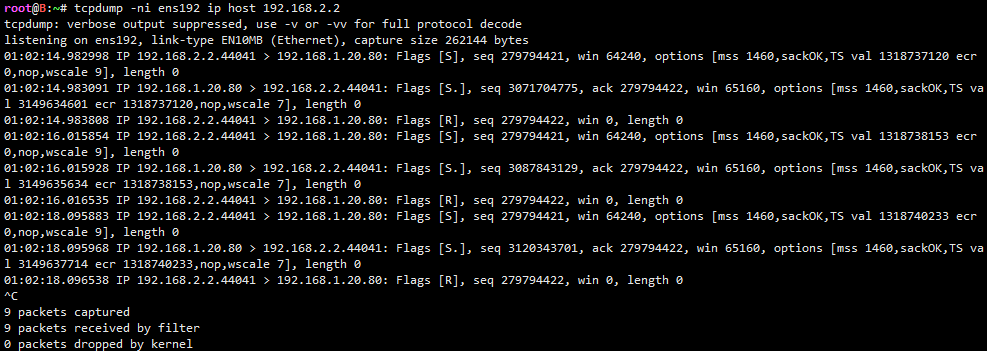 root@B:~# tcpdump -ni ens192 ip host 192.168.2.2
tcpdump: verbose output suppressed, use -v or -vv for full protocol decode
listening on ens192, link-type EN10MB (Ethernet), capture size 262144 bytes
01:02:14.982998 IP 192.168.2.2.44041 > 192.168.1.20.80: Flags [S], seq 279794421, win 64240, options [mss 1460,sackOK,TS val 1318737120 ecr
0,nop,wscale 9], length 0
01:02:14.983091 IP 192.168.1.20.80 > 192.168.2.2.44041: Flags [S.], seq 3071704775, ack 279794422, win 65160, options [mss 1460,sackOK,TS va
l 3149634601 ecr 1318737120,nop,wscale 7], length 0
01:02:14.983808 IP 192.168.2.2.44041 > 192.168.1.20.80: Flags [R], seq 279794422, win 0, length 0
01:02:16.015854 IP 192.168.2.2.44041 > 192.168.1.20.80: Flags [S], seq 279794421, win 64240, options [mss 1460,sackOK,TS val 1318738153 ecr
0,nop,wscale 9], length 0
01:02:16.015928 IP 192.168.1.20.80 > 192.168.2.2.44041: Flags [S.], seq 3087843129, ack 279794422, win 65160, options [mss 1460,sackOK,TS va
l 3149635634 ecr 1318738153,nop,wscale 7], length 0
01:02:16.016535 IP 192.168.2.2.44041 > 192.168.1.20.80: Flags [R], seq 279794422, win 0, length 0
01:02:18.095883 IP 192.168.2.2.44041 > 192.168.1.20.80: Flags [S], seq 279794421, win 64240, options [mss 1460,sackOK,TS val 1318740233 ecr
0,nop,wscale 9], length 0
01:02:18.095968 IP 192.168.1.20.80 > 192.168.2.2.44041: Flags [S.], seq 3120343701, ack 279794422, win 65160, options [mss 1460,sackOK,TS va
l 3149637714 ecr 1318740233,nop,wscale 7], length 0
01:02:18.096538 IP 192.168.2.2.44041 > 192.168.1.20.80: Flags [R], seq 279794422, win 0, length 0
^C
9 packets captured
9 packets received by filter
0 packets dropped by kernel